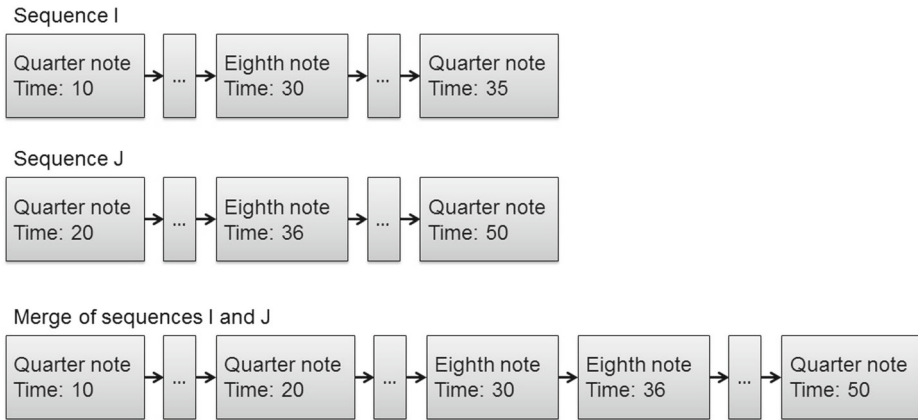 Sequence I
Quarter note
Time: 10
...
Eighth note
Time: 30
...
Quarter note
Time: 35
Sequence J
Quarter note
Time: 20
...
Eighth note
Time: 36
...
Quarter note
Time: 50
Merge of sequences I and J
Quarter note
Time: 10
...
Quarter note
Time: 20
...
Eighth note
Time: 30
Eighth note
Time: 36
...
Quarter note
Time: 50